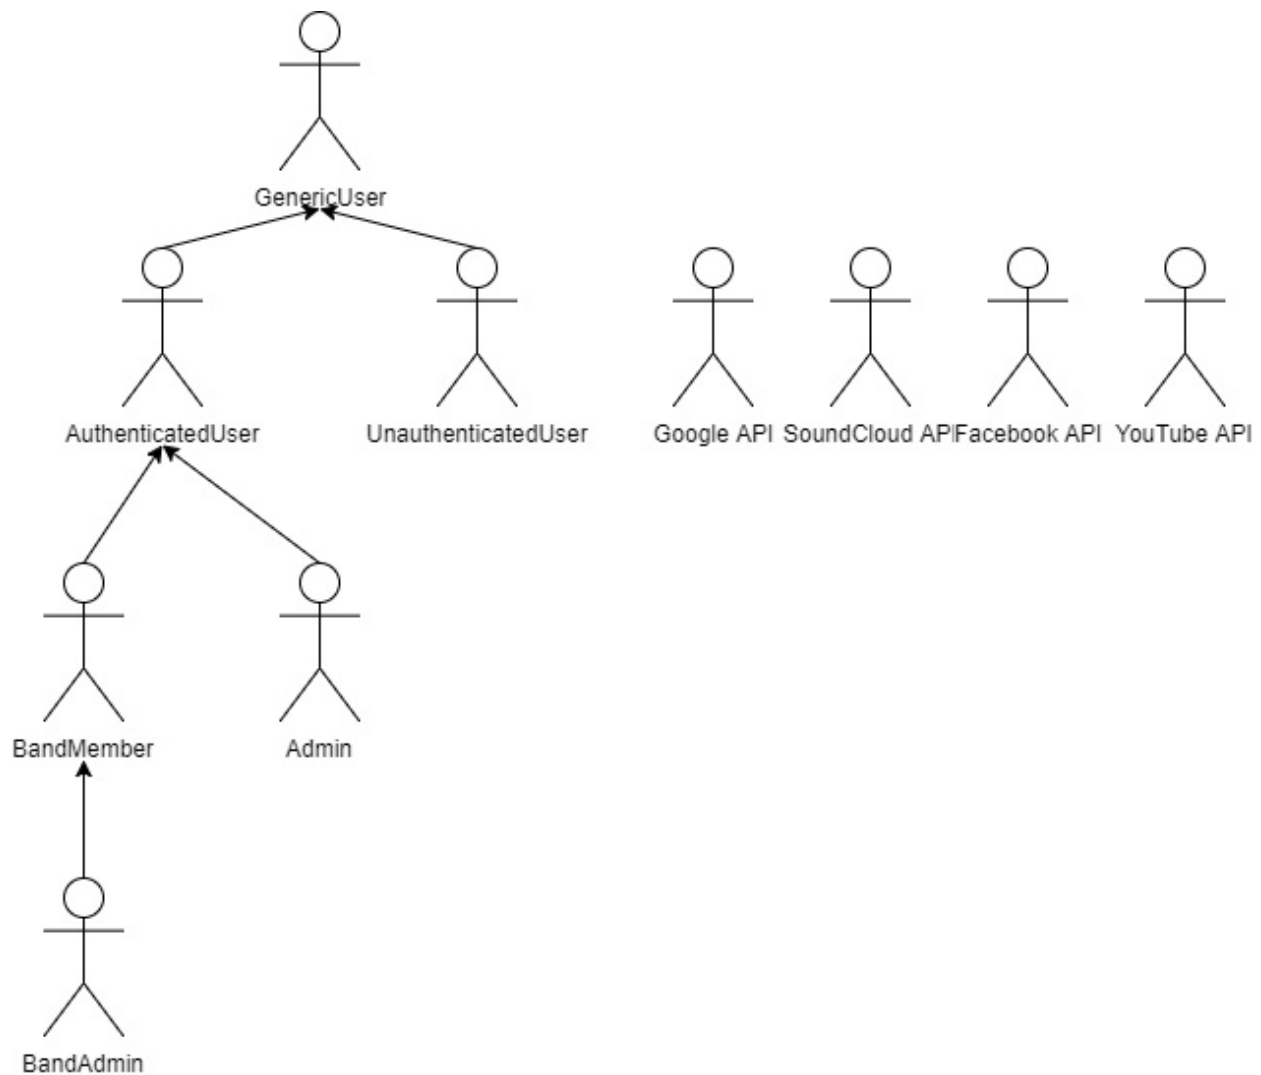 GenericUser
AuthenticatedUser
UnauthenticatedUser
Google API
SoundCloud API
Facebook API
YouTube API
BandMember
Admin
BandAdmin